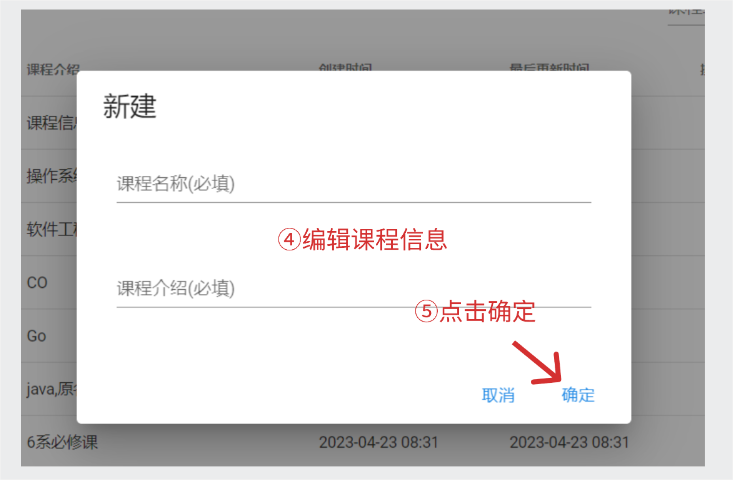 课程介绍 创建时间 最后更新时间
新建
课程信息
课程名称(必填)
操作系统
④编辑课程信息
软件工程
CO
课程介绍(必填)
⑤点击确定
Go
java,原
取消 确定
6系必修课 2023-04-23 08:31 2023-04-23 08:31